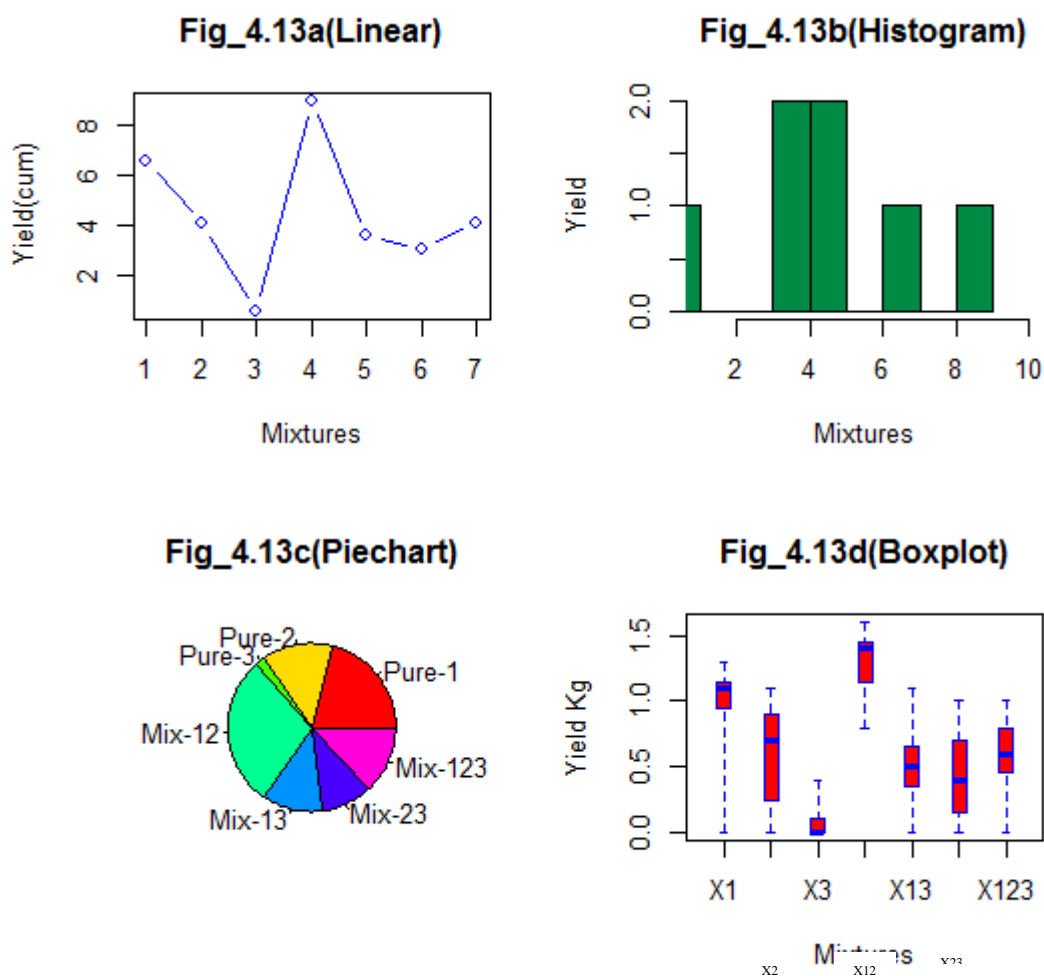 Fig_4.13a(Linear)
Yield(cum)
8
6
4
2
1 2 3 4 5 6 7
Mixtures
Fig_4.13b(Histogram)
Yield
2.0
1.0
0.0
2 4 6 8 10
Mixtures
Fig_4.13c(Piechart)
Pure-2
Pure-3
Pure-1
Mix-12
Mix-123
Mix-13
Mix-23
Fig_4.13d(Boxplot)
Yield Kg
1.5
1.0
0.5
0.0
X1 X3 X13 X123
Mixtures
X2 X12 X23